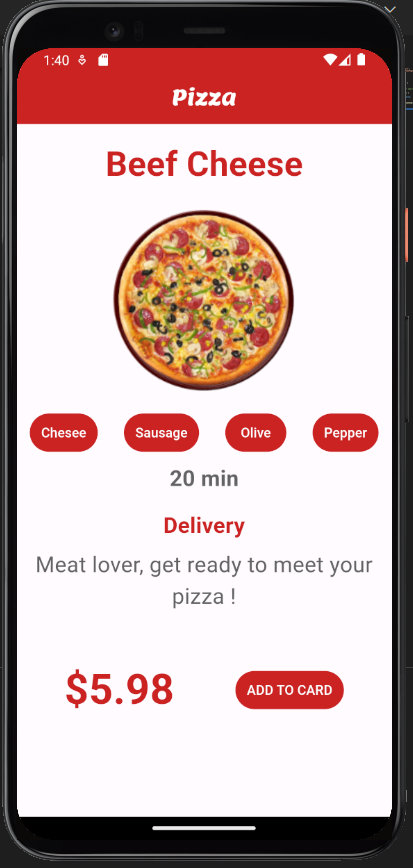 1:40
Pizza
Beef Cheese
Chesee Sausage Olive Pepper
20 min
Delivery
Meat lover, get ready to meet your
pizza !
$5.98 ADD TO CARD